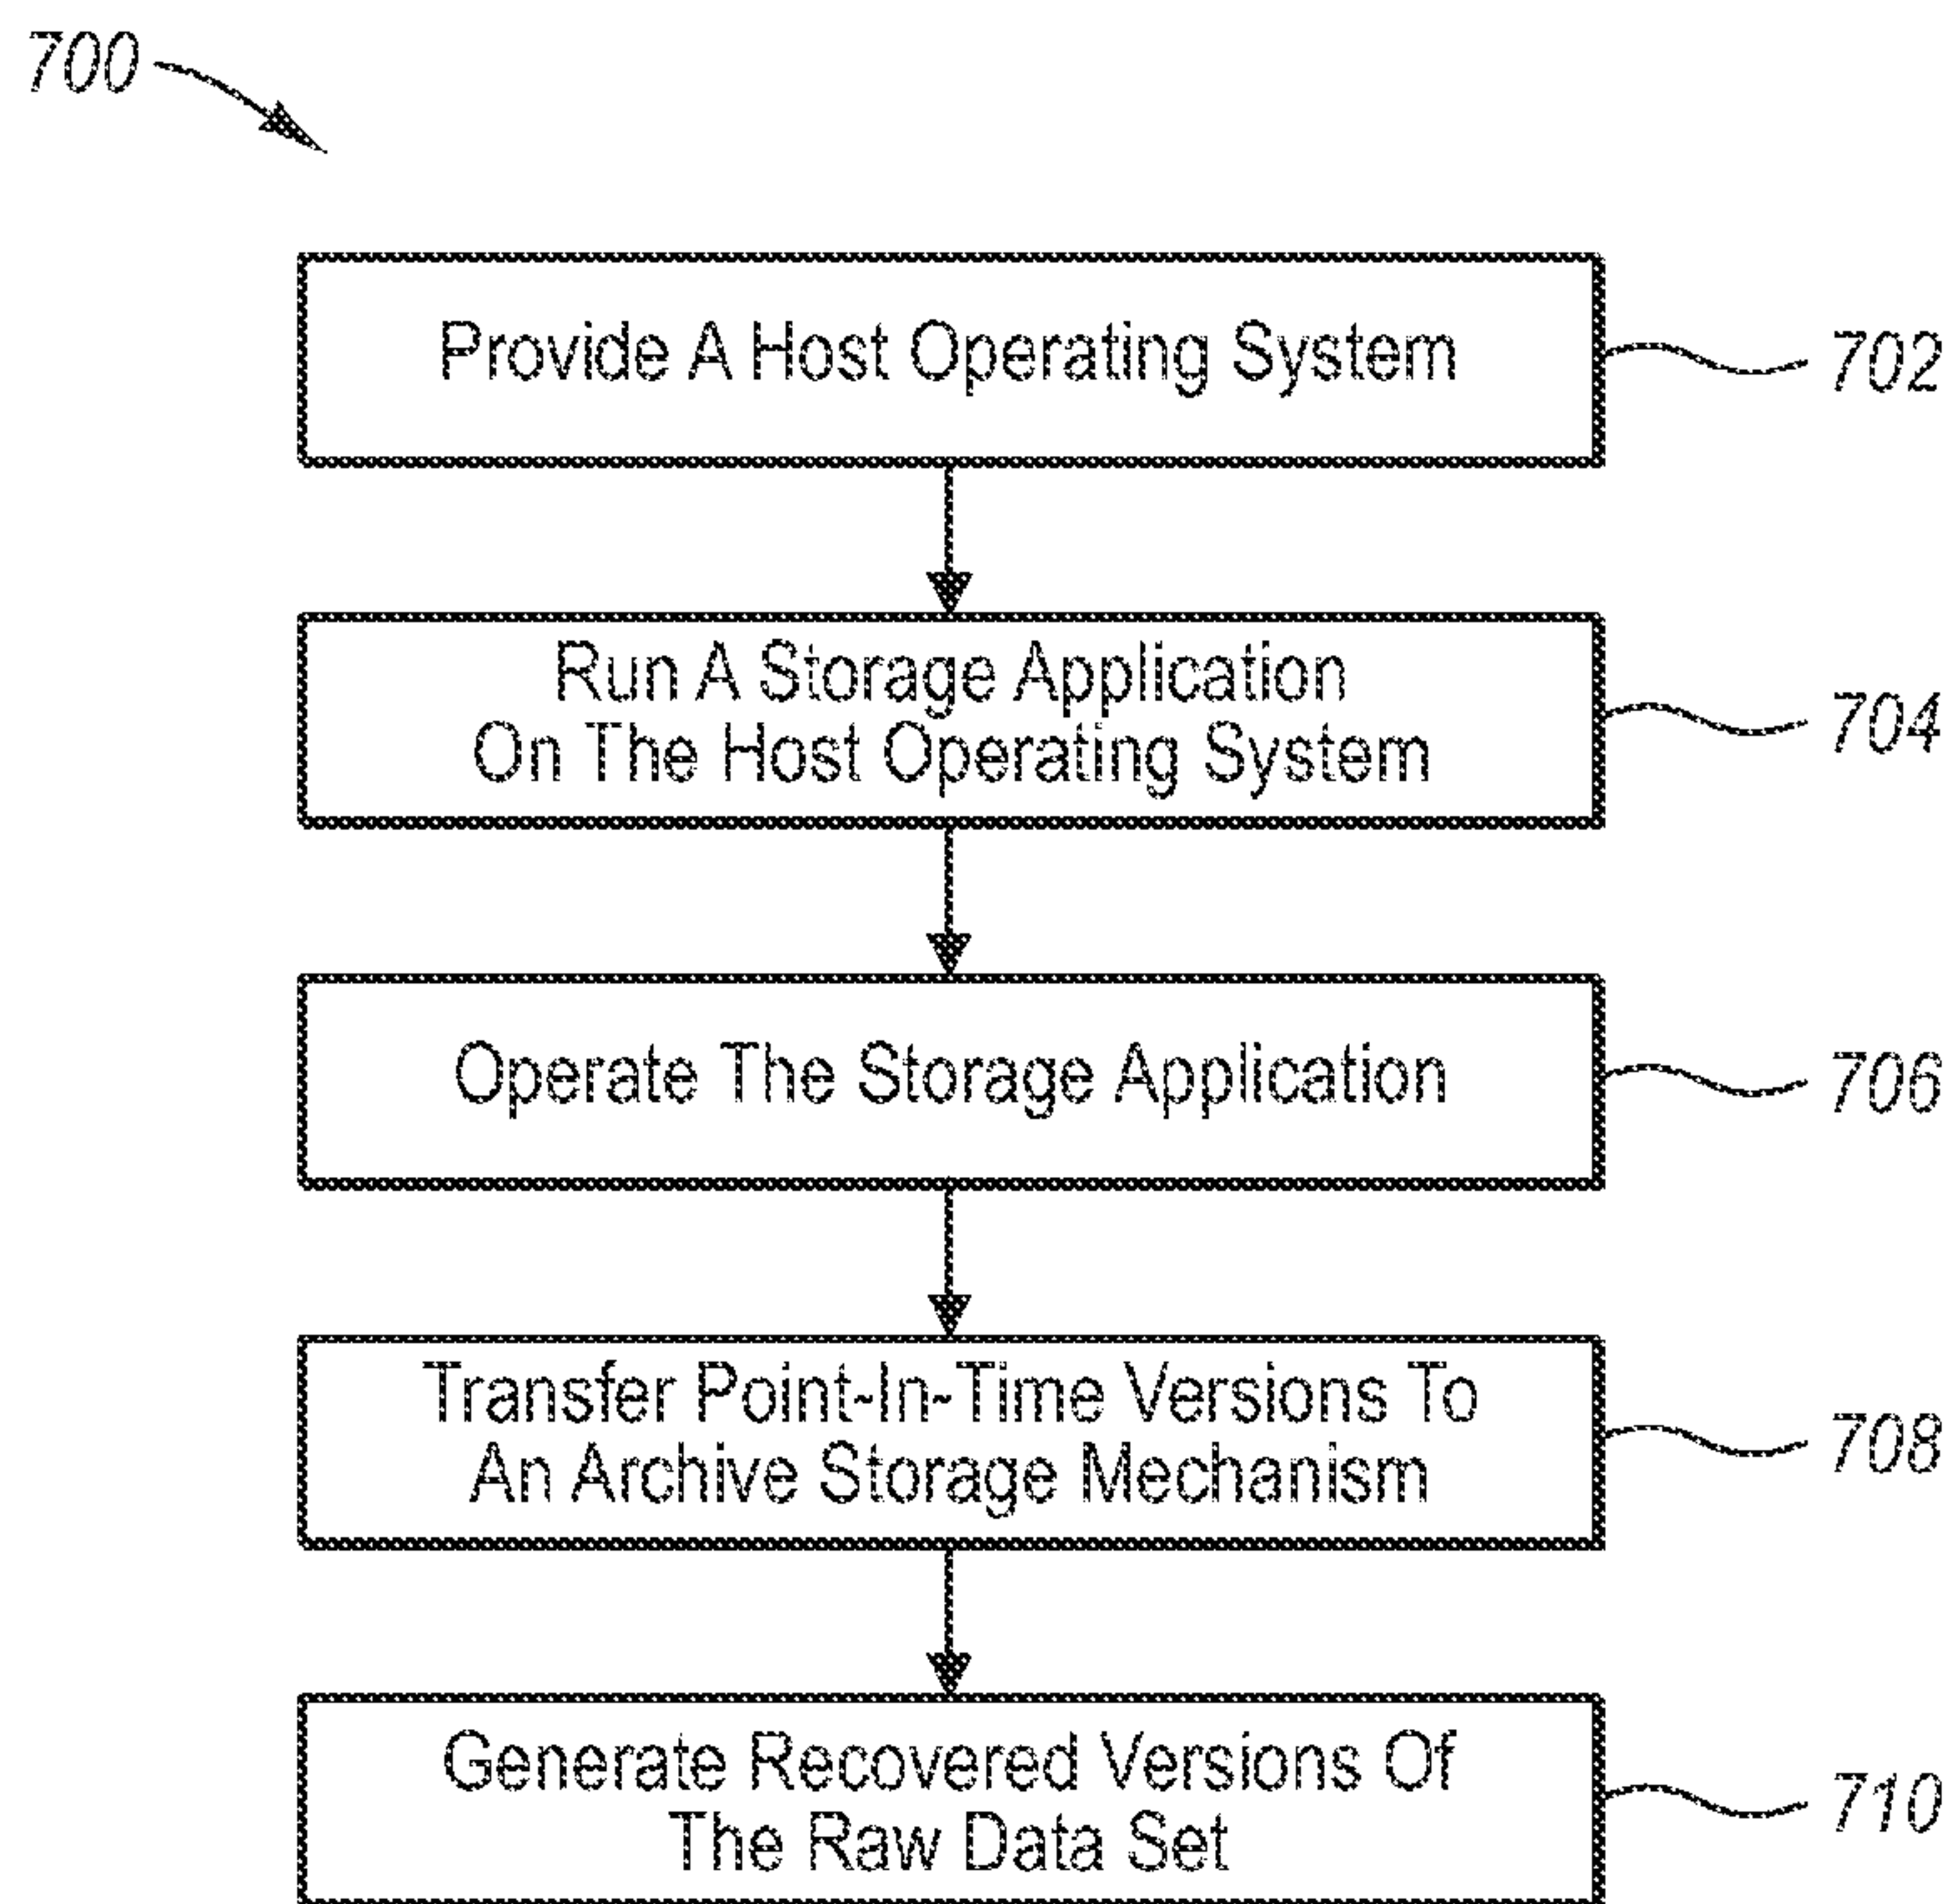 700
Provide A Host Operating System
702
Run A Storage Application
On The Host Operating System
704
Operate The Storage Application
706
Transfer Point-In-Time Versions To
An Archive Storage Mechanism
708
Generate Recovered Versions Of
The Raw Data Set
710